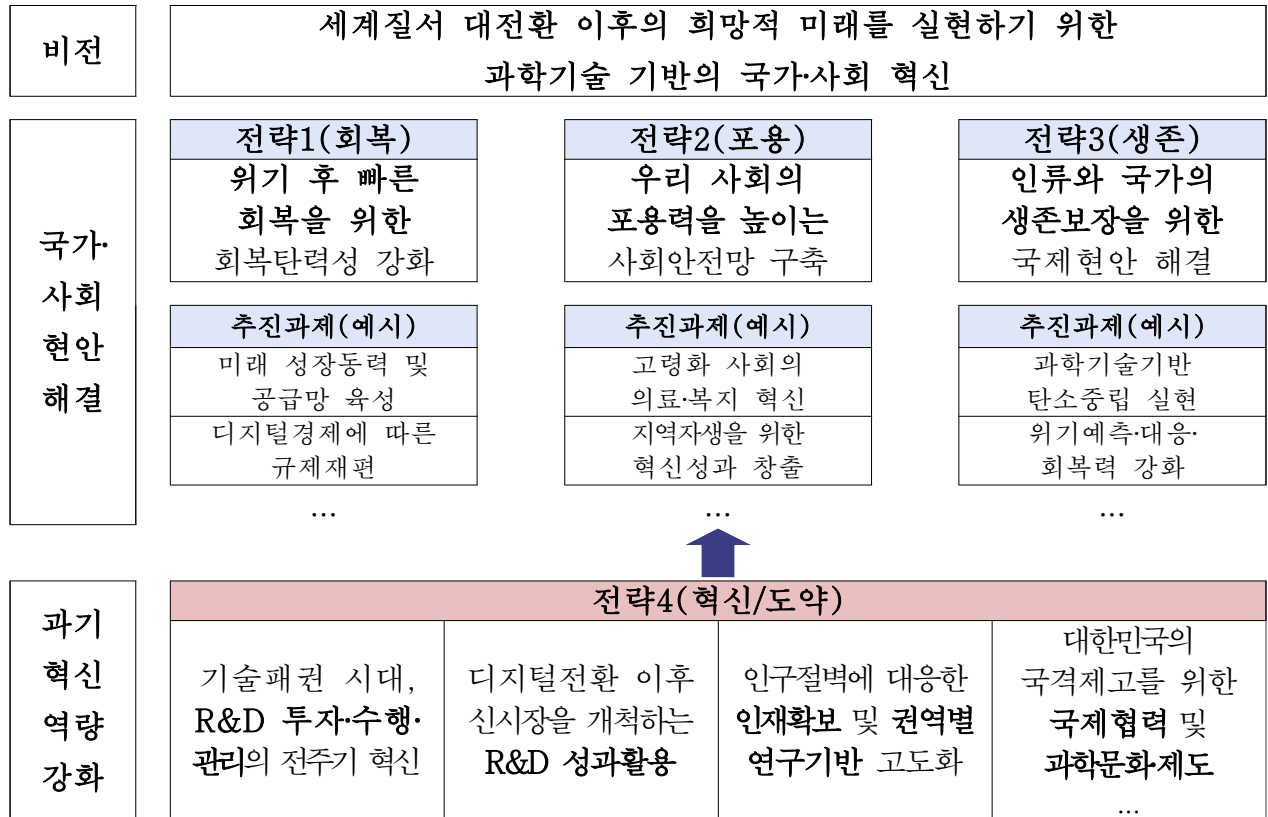 비전
세계질서 대전환 이후의 희망적 미래를 실현하기 위한
과학기술 기반의 국가·사회 혁신
국가·
사회
현안
해결
전략1(회복)
위기 후 빠른
회복을 위한
회복탄력성 강화
추진과제(예시)
미래 성장동력 및
공급망 육성
디지털경제에 따른
규제재편
...
전략2(포용)
우리 사회의
포용력을 높이는
사회안전망 구축
추진과제(예시)
고령화 사회의
의료·복지 혁신
지역자생을 위한
혁신성과 창출
...
전략3(생존)
인류와 국가의
생존보장을 위한
국제현안 해결
추진과제(예시)
과학기술기반
탄소중립 실현
위기예측·대응·
회복력 강화
...
과기
혁신
역량
강화
전략4(혁신/도약)
기술패권 시대,
R&D 투자·수행·
관리의 전주기 혁신
디지털전환 이후
신시장을 개척하는
R&D 성과활용
인구절벽에 대응한
인재확보 및 권역별
연구기반 고도화
대한민국의
국격제고를 위한
국제협력 및
과학문화·제도
...